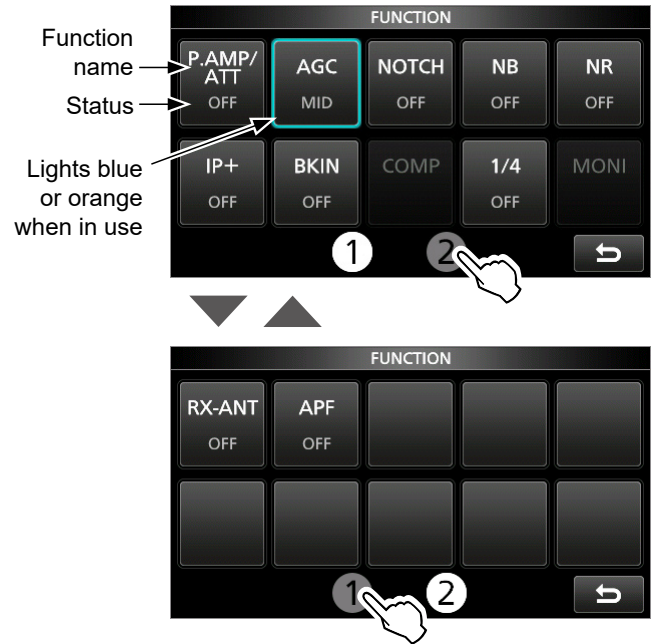 FUNCTION
Function
name
P.AMP/
ATT
AGC
NOTCH
NB
NR
Status
OFF
MID
OFF
OFF
OFF
Lights blue
or orange
when in use
IP+
BKIN
COMP
1/4
MONI
OFF
OFF
OFF
1
2
FUNCTION
RX-ANT
APF
OFF
OFF
1
2